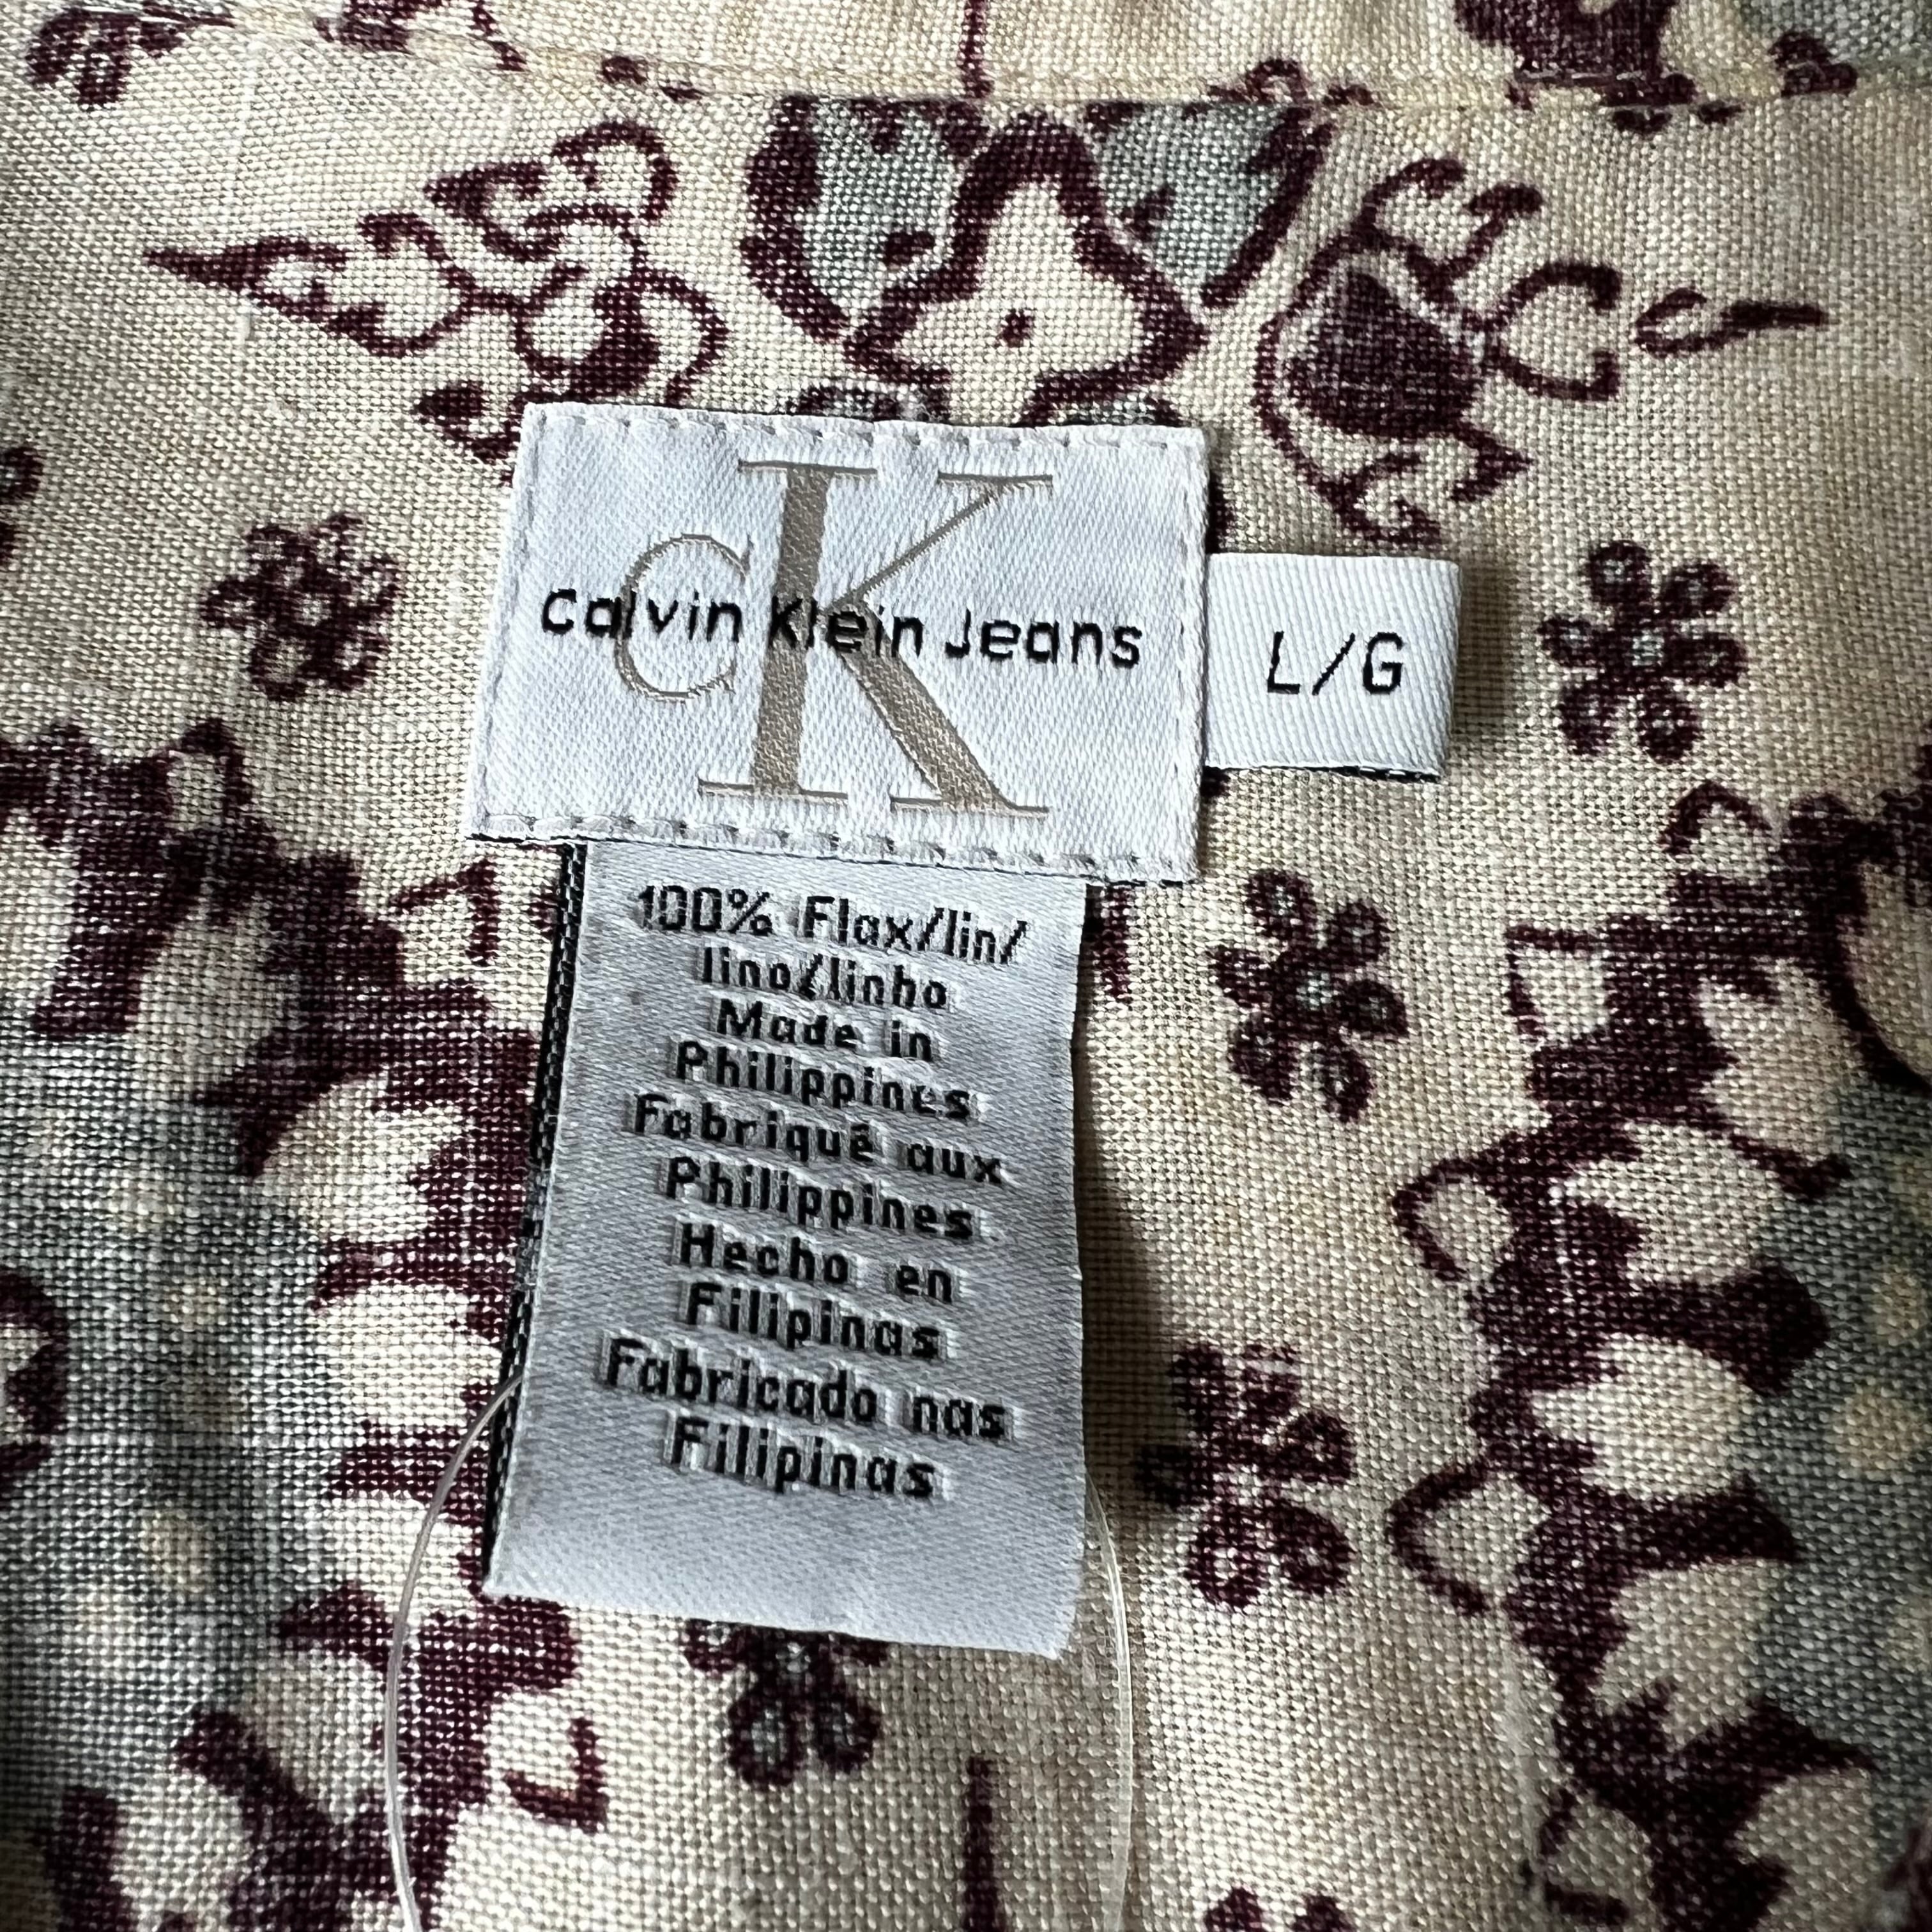 CK
Calvin Klein Jeans
L/G
100% Flax/lin/
lino/linho
Made in
Philippines
Fabriqué aux
Philippines
Hecho en
Filipinas
Fabricado nas
Filipinas